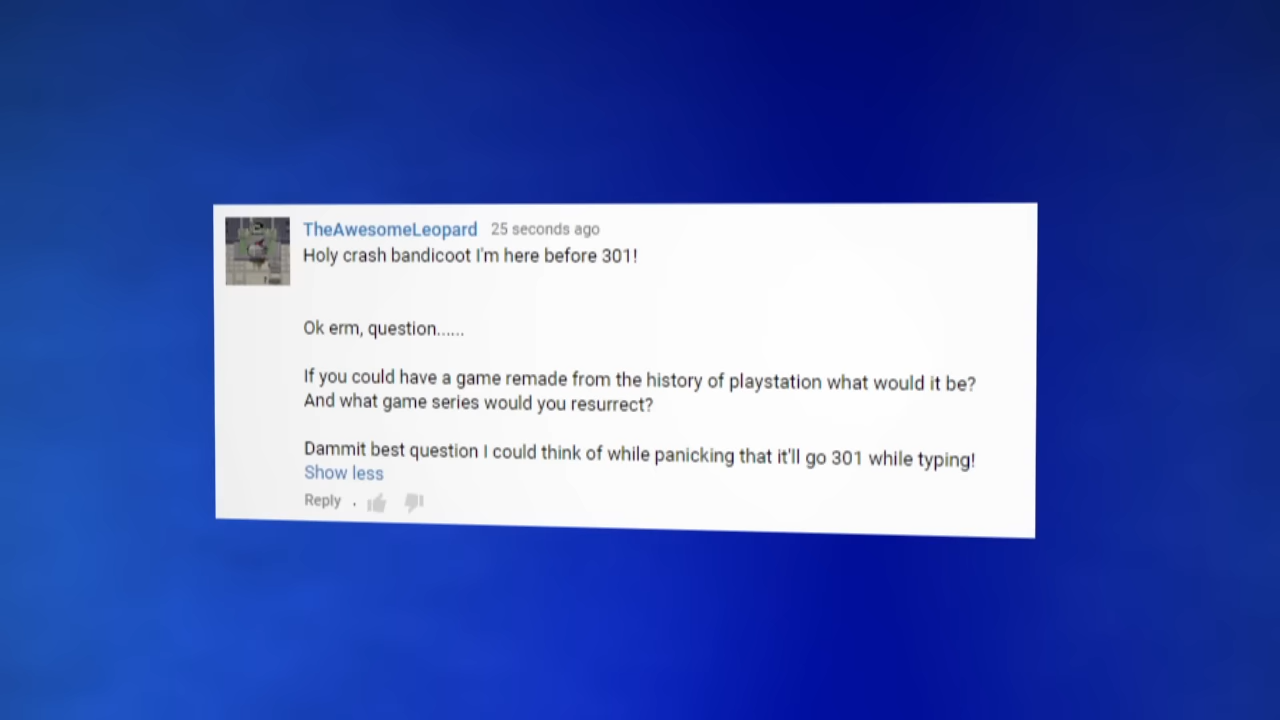 TheAwesomeLeopard 25 seconds ago
Holy crash bandicoot I'm here before 301!
Ok erm, question......
If you could have a game remade from the history of playstation what would it be?
And what game series would you resurrect?
Dammit best question I could think of while panicking that it'll go 301 while typing!
Show less
Reply .